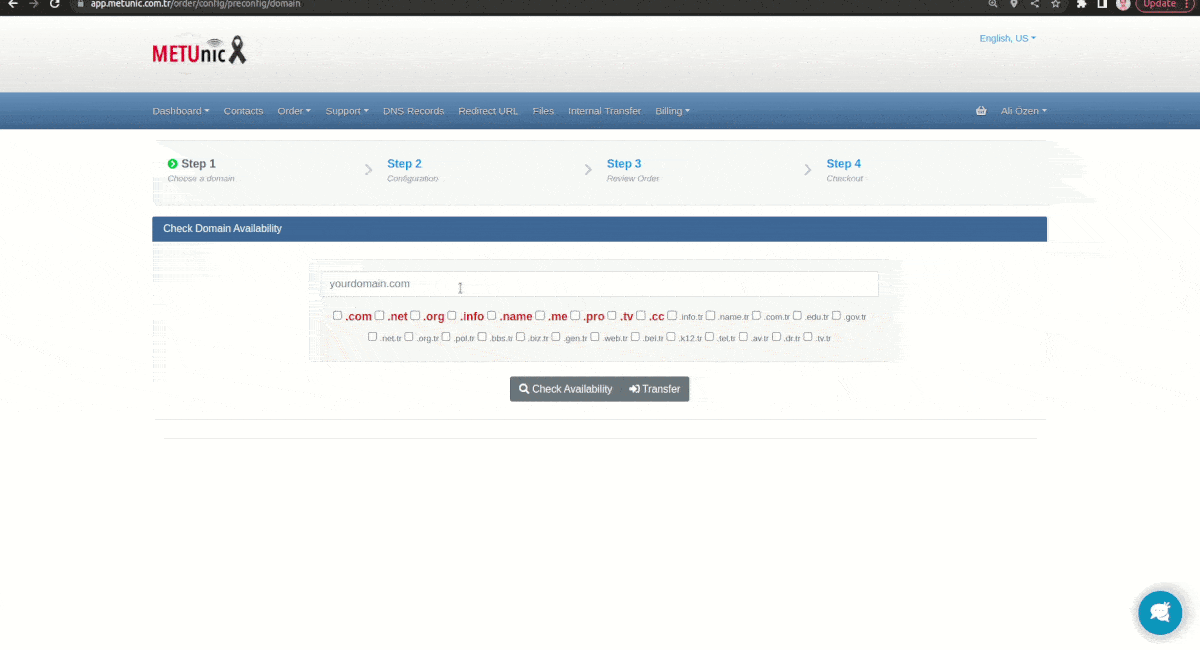 app.metunic.com.tr/order/config/preconfig/domain
Update
METUnic
English, US
Dashboard Contacts Order Support DNS Records Redirect URL Files Internal Transfer Billing Ali Özen
Step 1 Step 2 Step 3 Step 4
Choose a domain Configuration Review Order Checkout
Check Domain Availability
yourdomain.com
.com .net .org .info .name .me .pro .tv .cc .info.tr .name.tr .com.tr .edu.tr .gov.tr
.net.tr .org.tr .pol.tr .bbs.tr .biz.tr .gen.tr .web.tr .bel.tr .k12.tr .tel.tr .av.tr .dr.tr .tv.tr
Check Availability Transfer